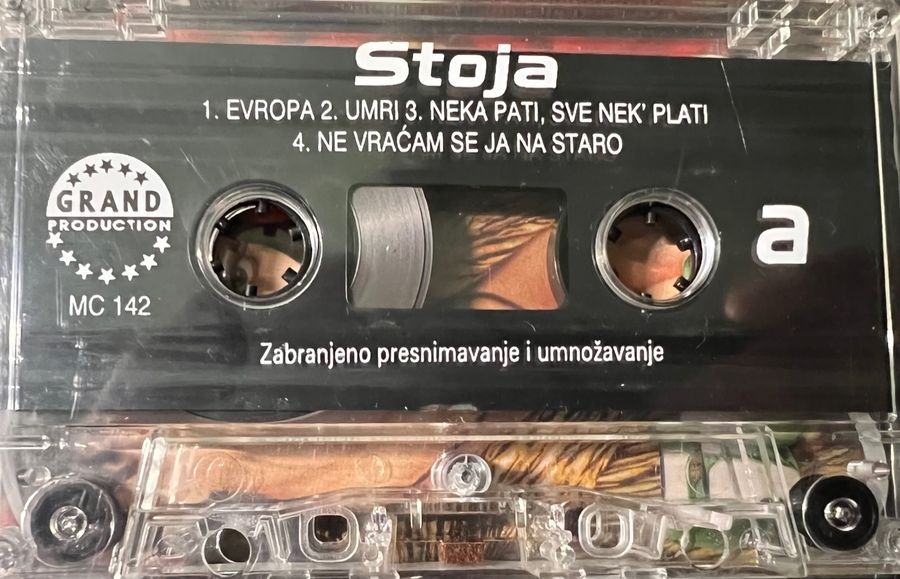 Stoja
1. EVROPA 2. UMRI 3. NEKA PATI, SVE NEK' PLATI
4. NE VRAĆAM SE JA NA STARO
GRAND
PRODUCTION
MC 142
a
Zabranjeno presnimavanje i umnožavanje